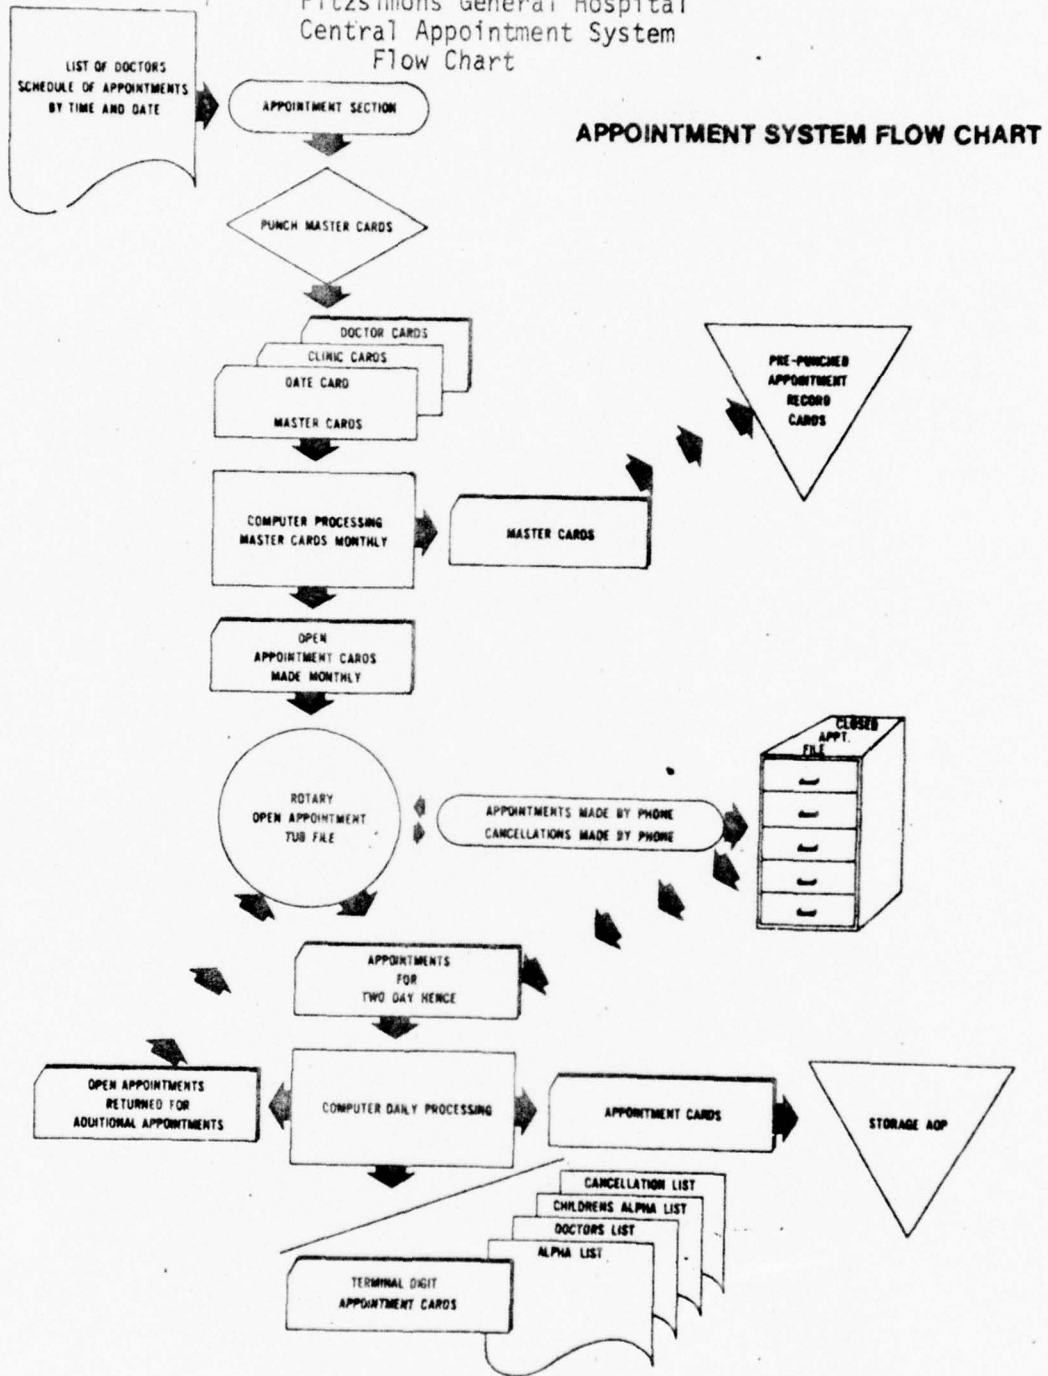 Fitzsimons General Hospital
Central Appointment System
Flow Chart
APPOINTMENT SYSTEM FLOW CHART
LIST OF DOCTORS
SCHEDULE OF APPOINTMENTS
BY TIME AND DATE
APPOINTMENT SECTION
PUNCH MASTER CARDS
DOCTOR CARDS
CLINIC CARDS
DATE CARD
MASTER CARDS
PRE-PUNCHED
APPOINTMENT
RECORD
CARDS
COMPUTER PROCESSING
MASTER CARDS MONTHLY
MASTER CARDS
OPEN
APPOINTMENT CARDS
MADE MONTHLY
CLOSED
APPT.
FILE
ROTARY
OPEN APPOINTMENT
TUB FILE
APPOINTMENTS MADE BY PHONE
CANCELLATIONS MADE BY PHONE
APPOINTMENTS
FOR
TWO DAY HENCE
OPEN APPOINTMENTS
RETURNED FOR
ADDITIONAL APPOINTMENTS
COMPUTER DAILY PROCESSING
APPOINTMENT CARDS
STORAGE ADP
CANCELLATION LIST
CHILDRENS ALPHA LIST
DOCTORS LIST
ALPHA LIST
TERMINAL DIGIT
APPOINTMENT CARDS